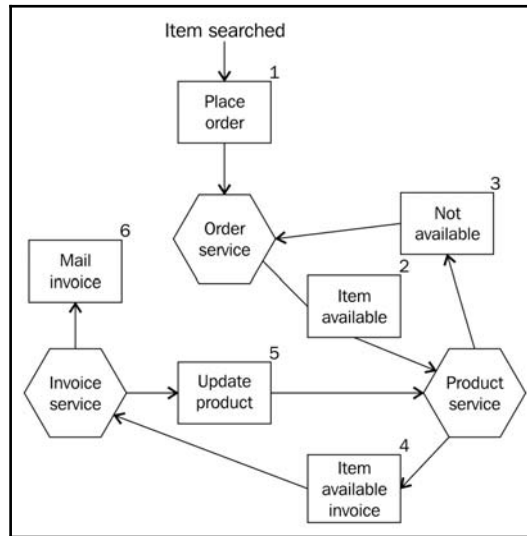 Item searched
1
Place
order
3
Not
available
Order
service
6
Mail
invoice
2
Item
available
5
Update
product
Invoice
service
Product
service
4
Item
available
invoice